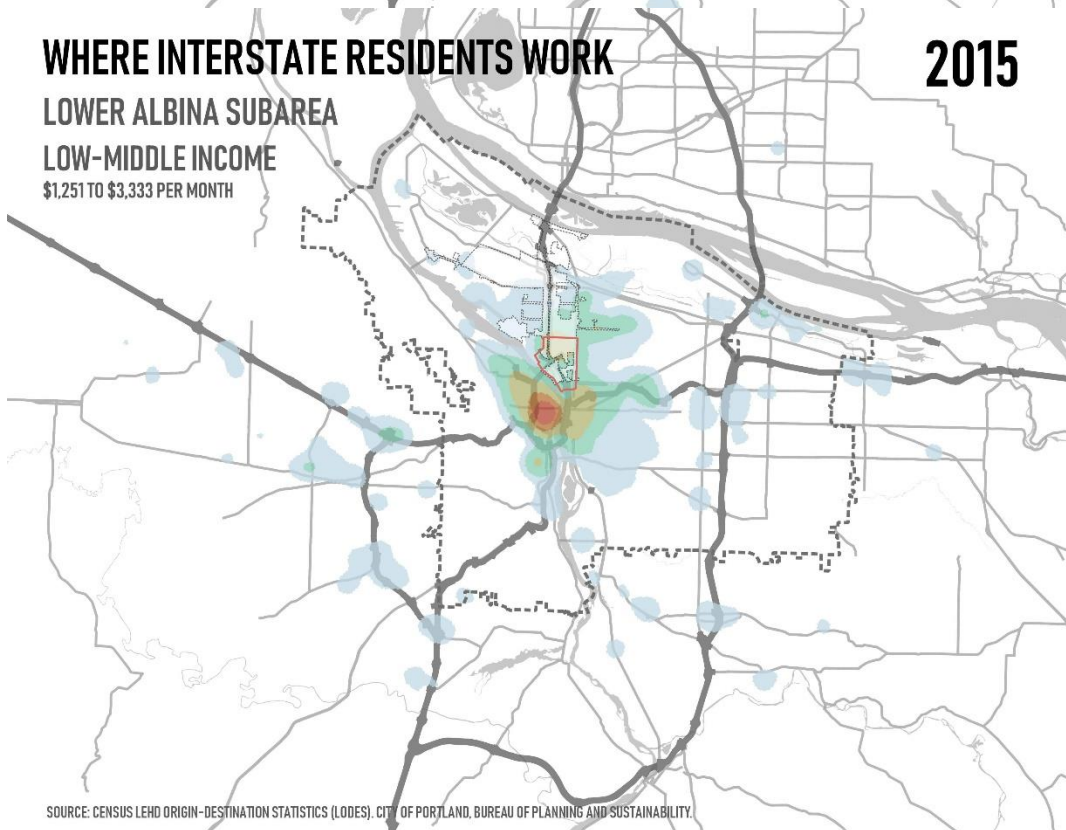 WHERE INTERSTATE RESIDENTS WORK
2015
LOWER ALBINA SUBAREA
LOW-MIDDLE INCOME
$1,251 TO $3,333 PER MONTH
SOURCE: CENSUS LEHD ORIGIN-DESTINATION STATISTICS (LODES). CITY OF PORTLAND, BUREAU OF PLANNING AND SUSTAINABILITY.